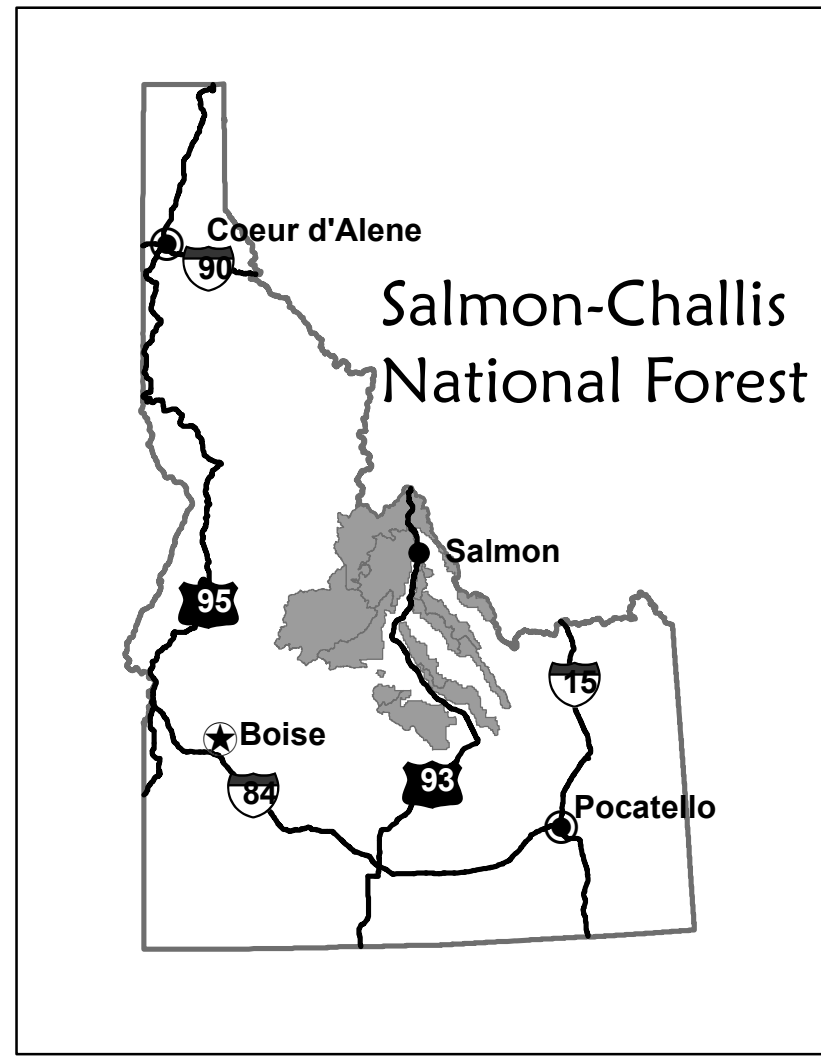 Coeur d'Alene
90
Salmon-Challis
National Forest
Salmon
95
15
Boise
93
84
Pocatello